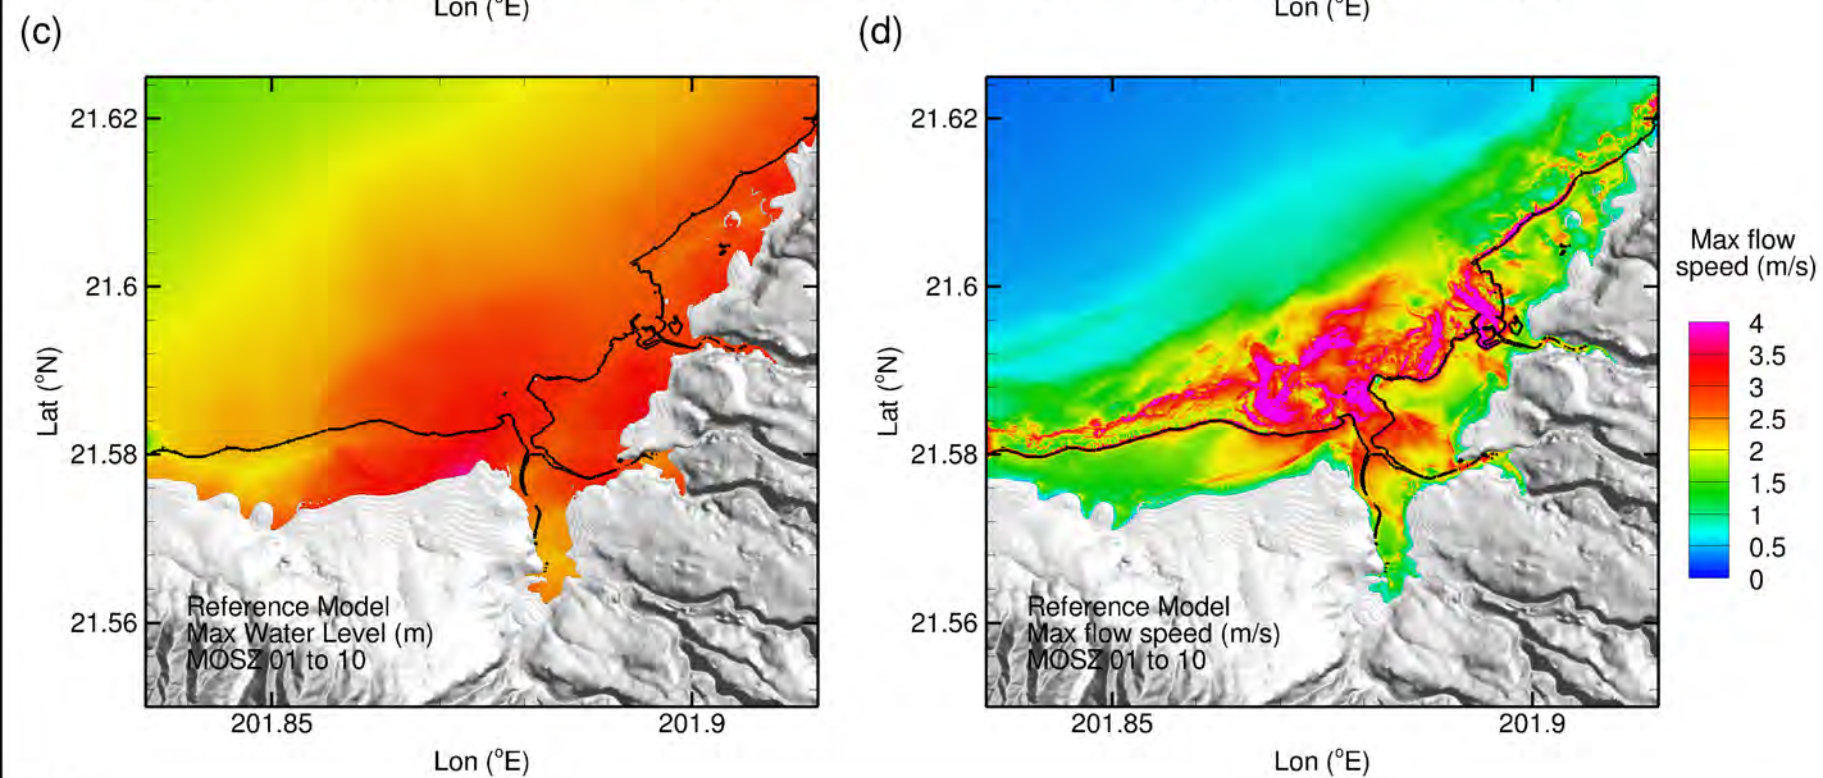 Lon (°E)
Lon (°E)
(c)
(d)
21.62
21.6
21.58
21.56
Lat (°N)
Reference Model
Max Water Level (m)
MOSZ 01 to 10
201.85
201.9
Lon (°E)
21.62
21.6
21.58
21.56
Lat (°N)
Reference Model
Max flow speed (m/s)
MOSZ 01 to 10
201.85
201.9
Lon (°E)
Max flow
speed (m/s)
4
3.5
3
2.5
2
1.5
1
0.5
0